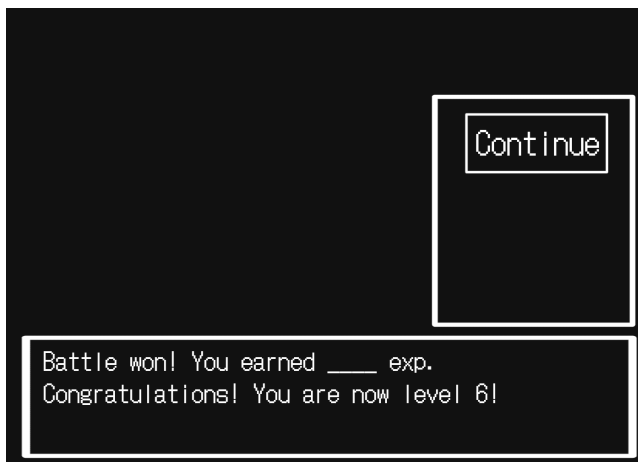 Continue
Battle won! You earned ____ exp.
Congratulations! You are now level 6!